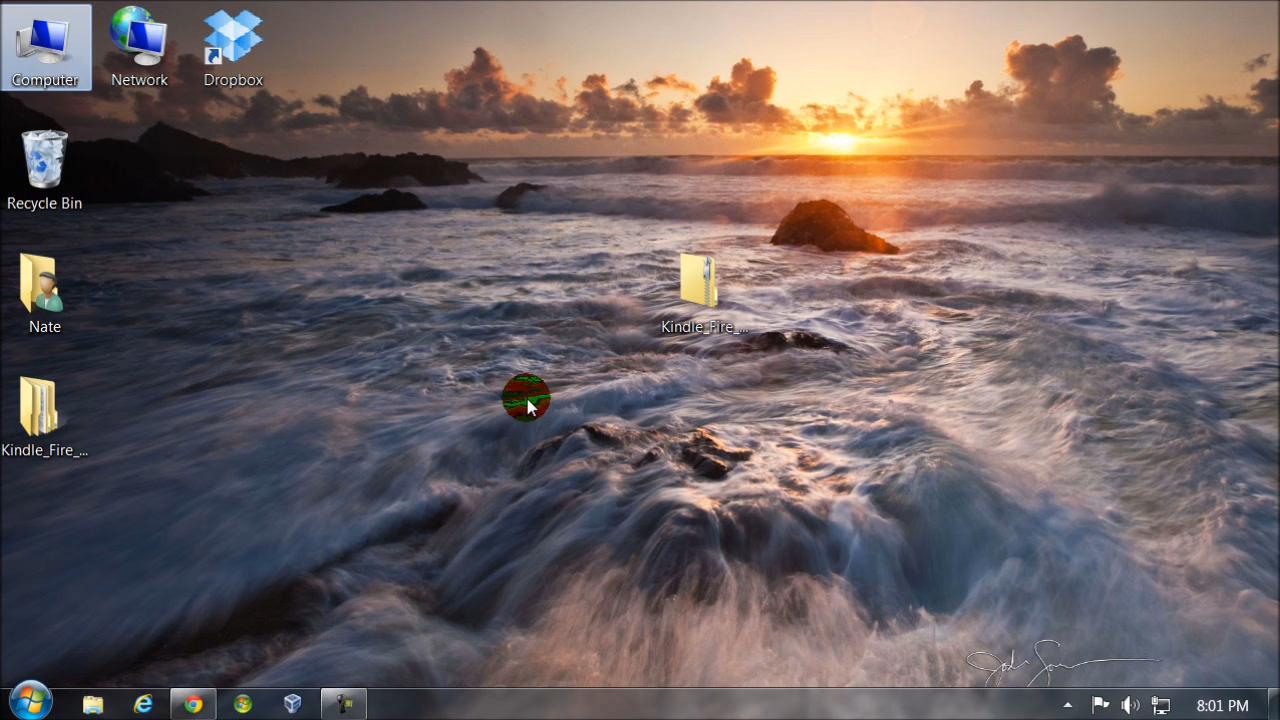 Computer
Network
Dropbox
Recycle Bin
Nate
Kindle_Fire_...
Kindle_Fire_...
8:01 PM